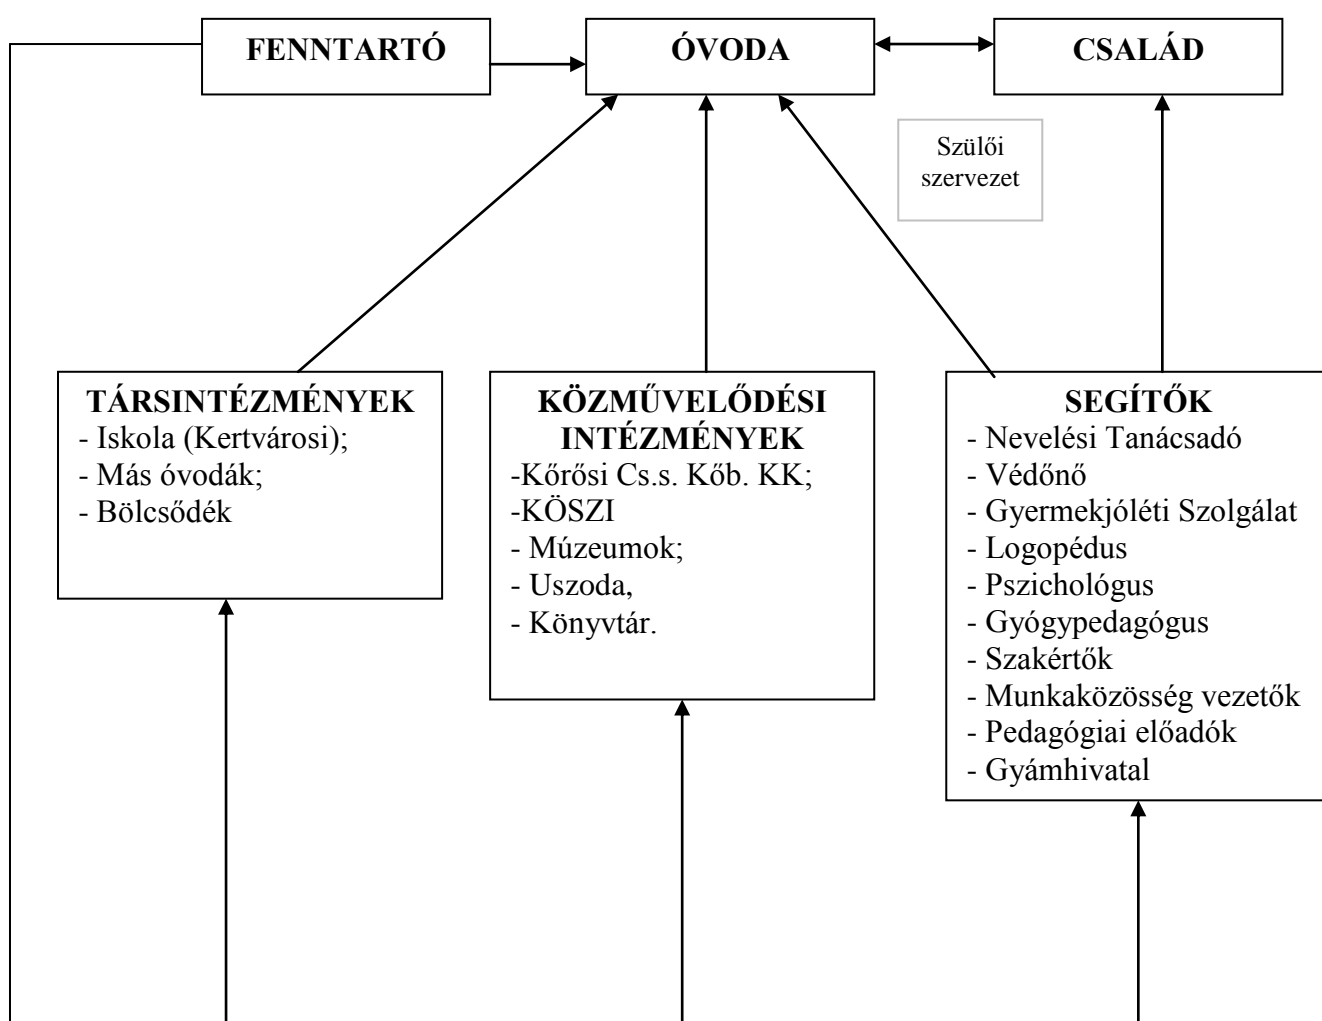 FENNTARTÓ
ÓVODA
CSALÁD
Szülői
szervezet
TÁRSINTÉZMÉNYEK
- Iskola (Kertvárosi);
- Más óvodák;
- Bölcsődék
KÖZMŰVELŐDÉSI
INTÉZMÉNYEK
-Kőrősi Cs.s. Kőb. KK;
-KÖSZI
- Múzeumok;
- Uszoda,
- Könyvtár.
SEGÍTŐK
- Nevelési Tanácsadó
- Védőnő
- Gyermekjóléti Szolgálat
- Logopédus
- Pszichológus
- Gyógypedagógus
- Szakértők
- Munkaközösség vezetők
- Pedagógiai előadók
- Gyámhivatal